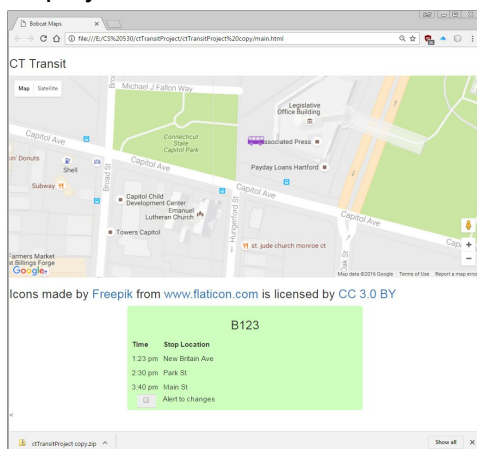 Bobcat Maps
file:///E:/CS%20530/ctTransitProject/ctTransitProject%20copy/main.html
CT Transit
Map Satellite
Michael J Fallon Way
Legislative
Office Building
Capitol Ave
Connecticut
State
Capitol Park
Associated Press
kin' Donuts
Shell
Broad St
Capitol Ave
Payday Loans Hartford
Subway
Capitol Child
Development Center
Emanuel
Lutheran Church
Hungerford St
Capitol Ave
Towers Capitol
st. jude church monroe ct
Oak St
Farmers Market
at Billings Forge
Google
Map data ©2016 Google Terms of Use Report a map error
Icons made by Freepik from www.flaticon.com is licensed by CC 3.0 BY
B123
Time Stop Location
1:23 pm New Britain Ave
2:30 pm Park St
3:40 pm Main St
Alert to changes
<
ctTransitProject copy.zip
Show all